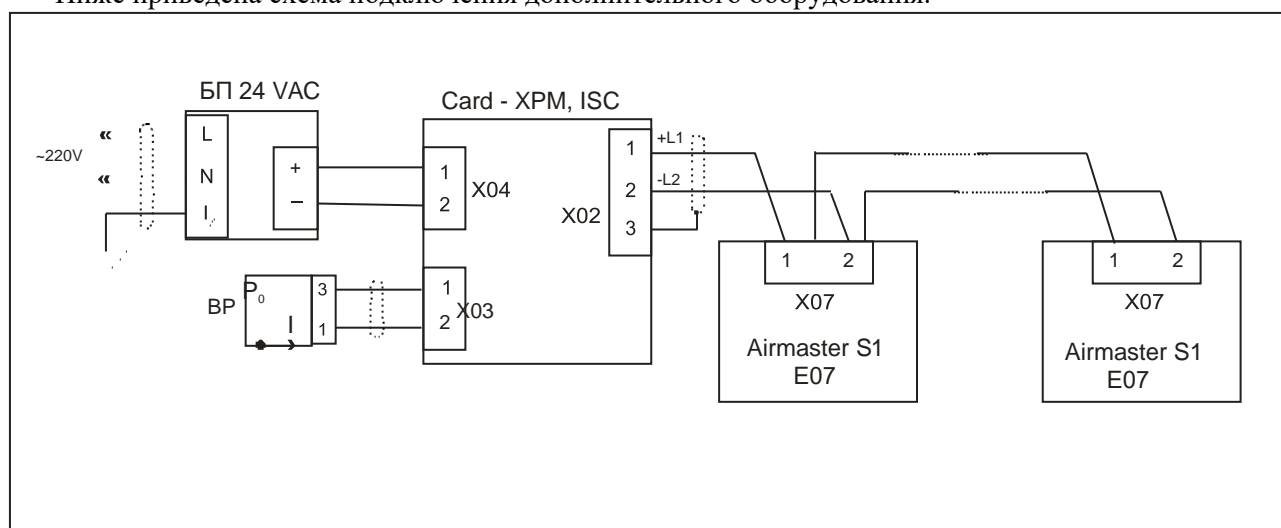 Ниже приведена схема подключения дополнительного оборудования.
БП 24 VAC
Card - XPM, ISC
~220V
L
N
+
–
1
2
X04
1
2
3
X02
+L1
-L2
BP
P0
I
3
1
1
2
X03
1 2
X07
Airmaster S1
E07
1 2
X07
Airmaster S1
E07